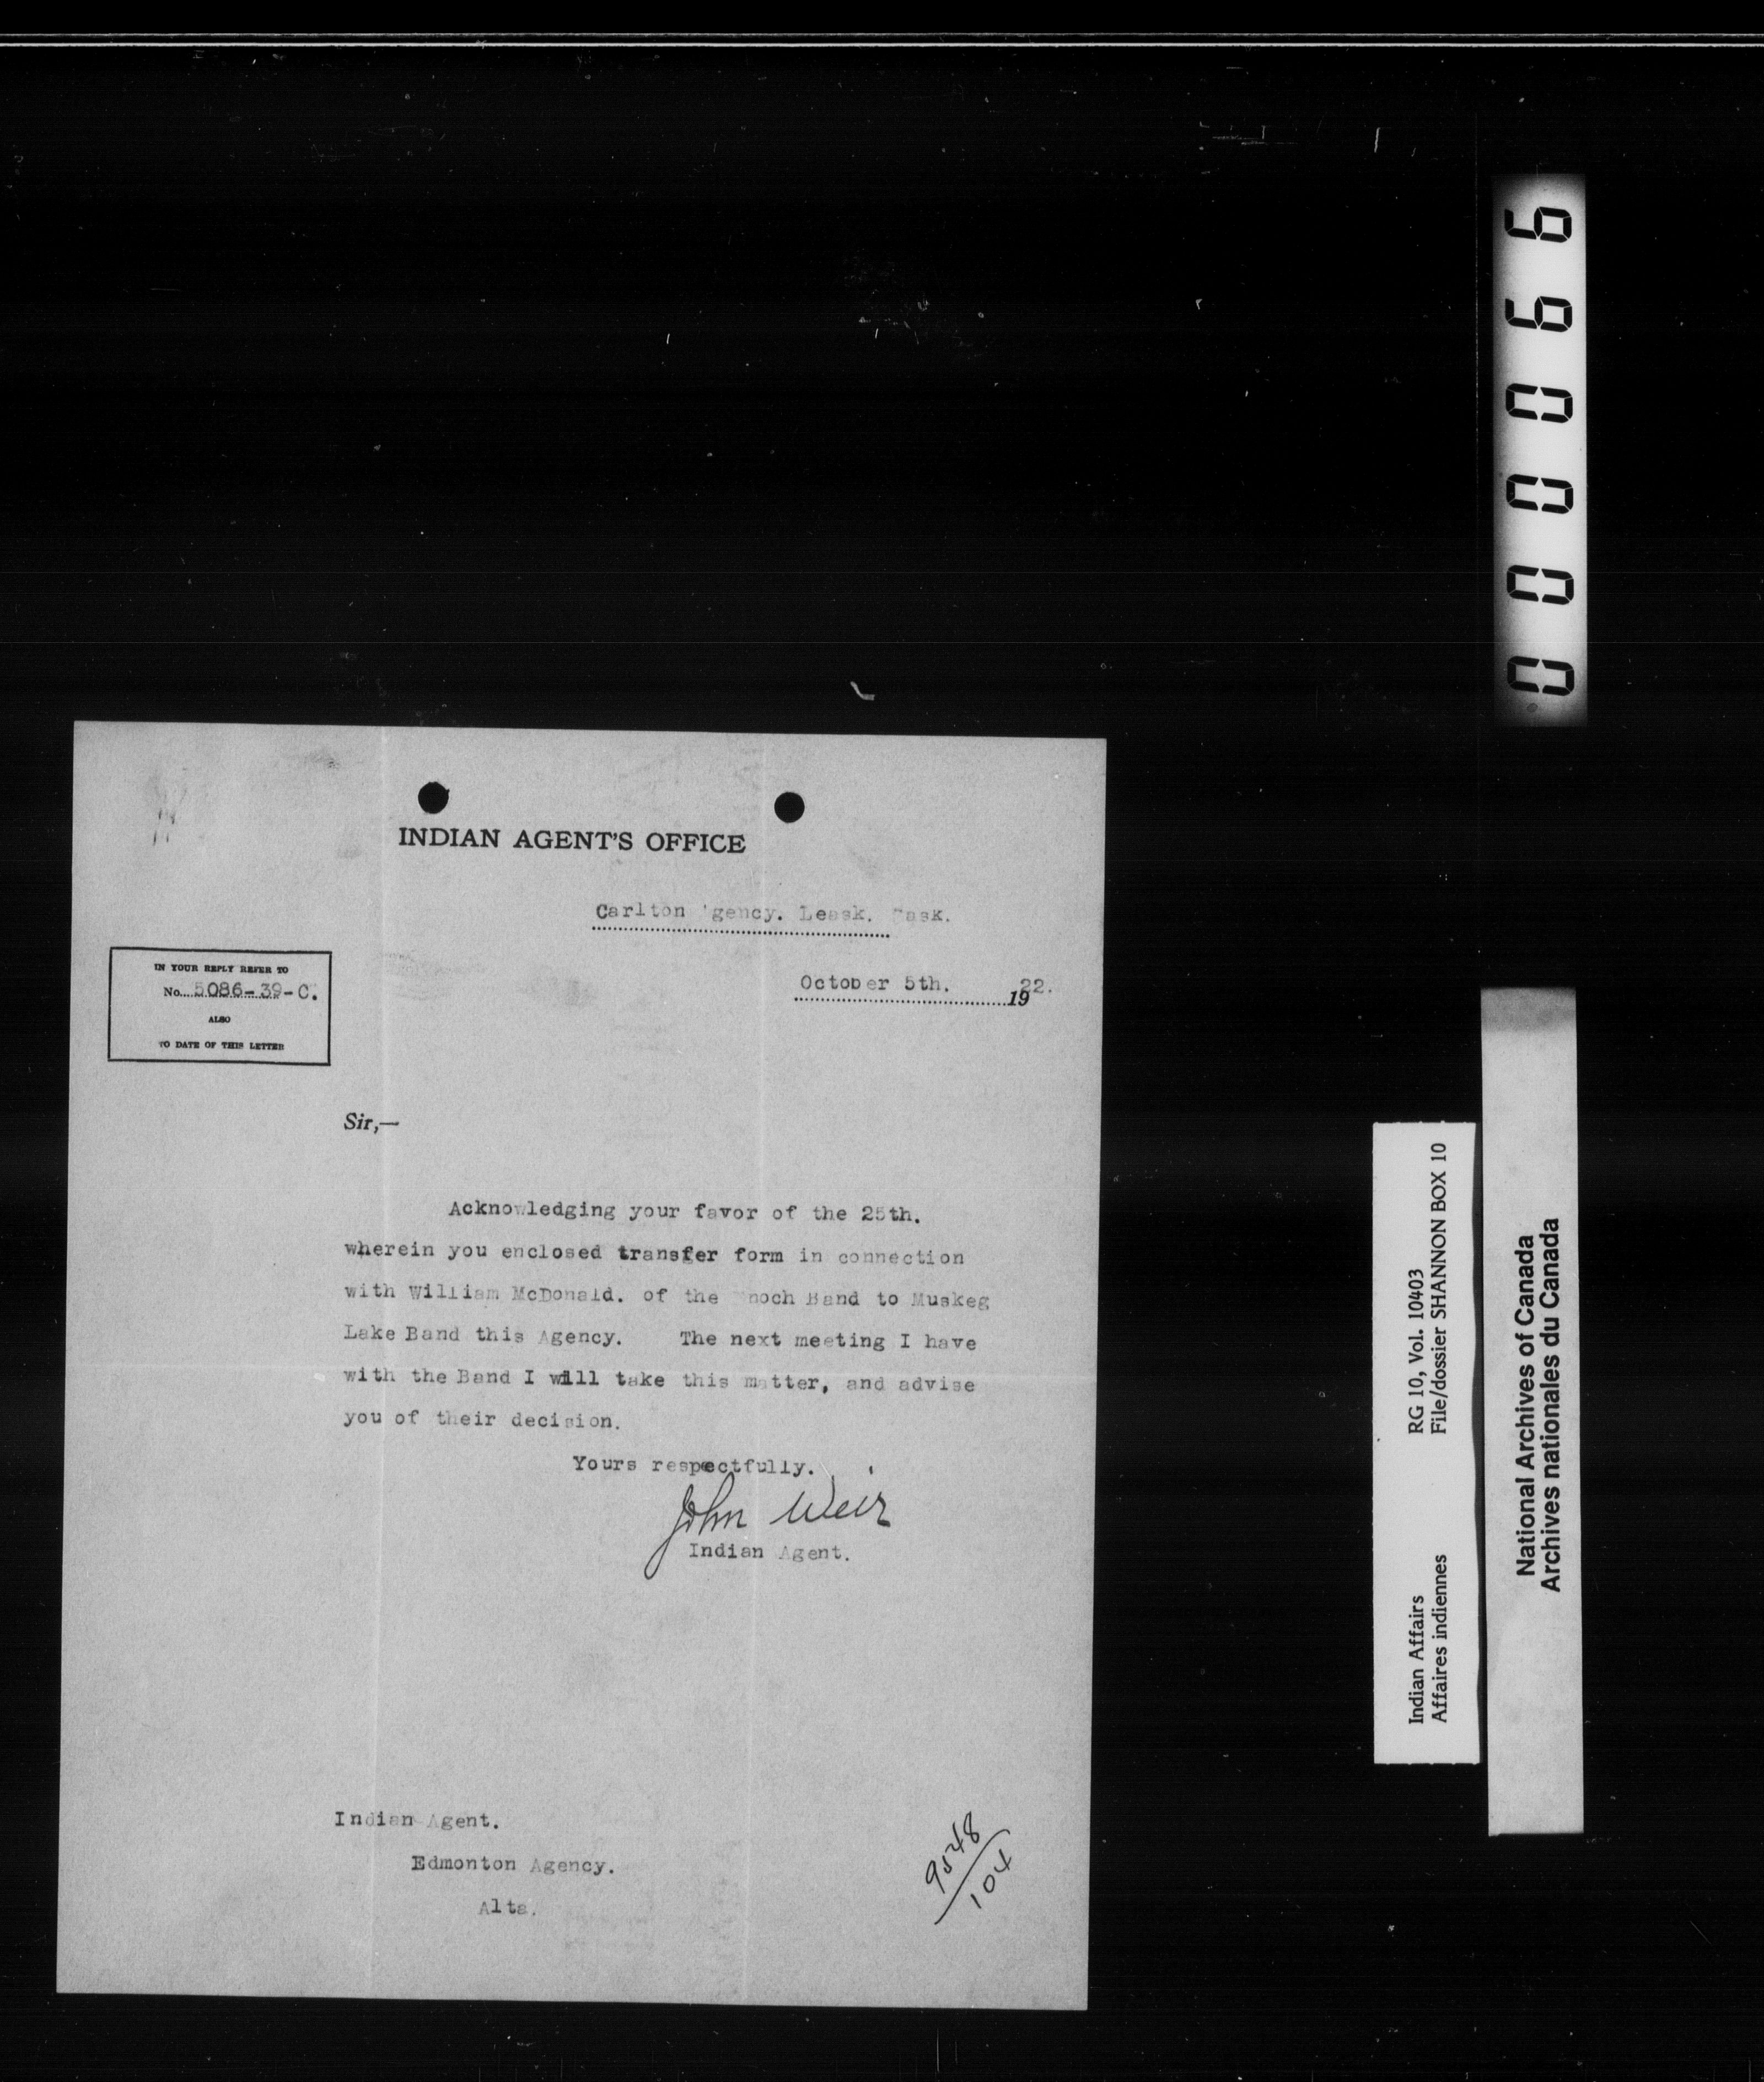 INDIAN AGENT'S OFFICE
Carlton Agency. Leask. Sask.
IN YOUR REPLY REFER TO
No. 5086-39-C.
ALSO
TO DATE OF THIS LETTER
October 5th. 1922.
Sir,—
Acknowledging your favor of the 25th.
wherein you enclosed transfer form in connection
with William McDonald. of the Enoch Band to Muskeg
Lake Band this Agency. The next meeting I have
with the Band I will take this matter, and advise
you of their decision.
Yours respectfully.
John Weir
Indian Agent.
Indian Agent.
Edmonton Agency.
Alta.
9548
104
000066
RG 10, Vol. 10403
File/dossier SHANNON BOX 10
Indian Affairs
Affaires indiennes
National Archives of Canada
Archives nationales du Canada